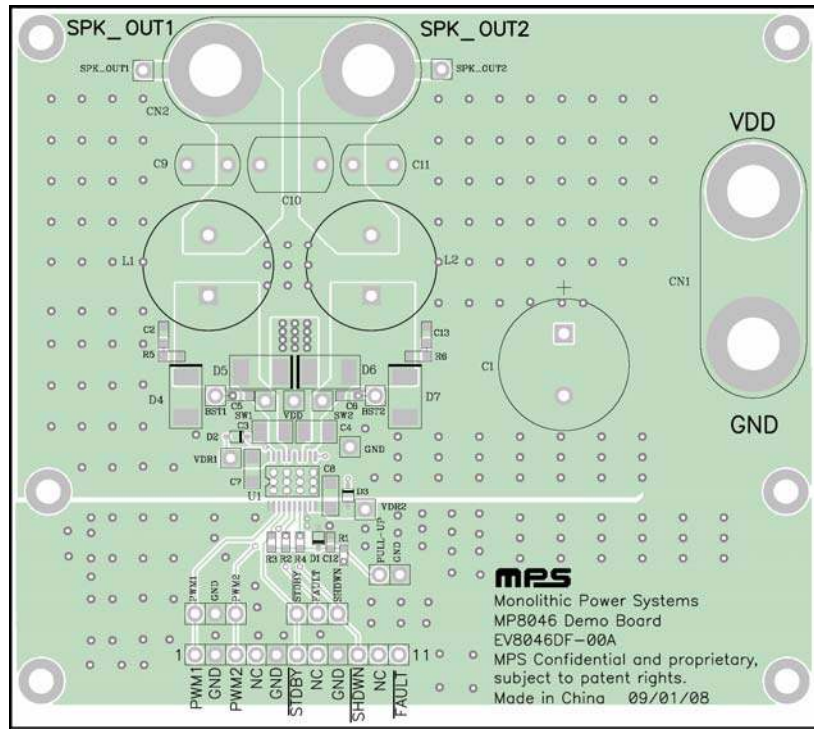 SPK_OUT1
SPK_OUT2
SPK_OUT1
SPK_OUT2
CN2
VDD
C9
C11
C10
L1
L2
CN1
C2
C13
R5
R6
D5
D6
C1
D4
D7
BST1
C5
C6
BST2
SW1
VDD
SW2
GND
C3
C4
D2
GND
VDR1
C7
C8
U1
D3
VDR2
R3
R2
R4
D1
C12
R1
PULL-UP
GND
PWM1
GND
PWM2
STDBY
FAULT
SHDWN
mps
Monolithic Power Systems
MP8046 Demo Board
EV8046DF-00A
MPS Confidential and proprietary,
subject to patent rights.
Made in China 09/01/08
1
11
PWM1
GND
PWM2
NC
GND
STDBY
NC
GND
SHDWN
NC
FAULT